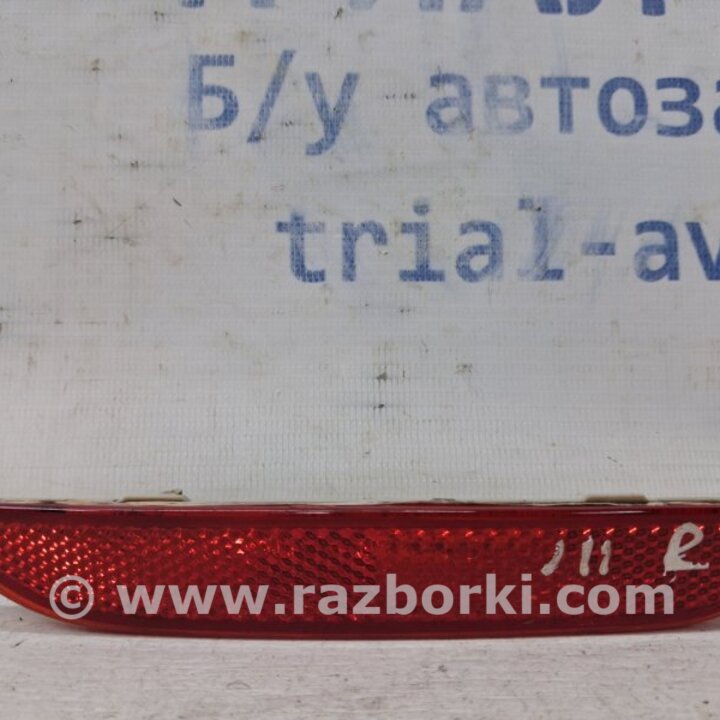 Б/у автоза
trial-av
J11 R
© www.razborki.com